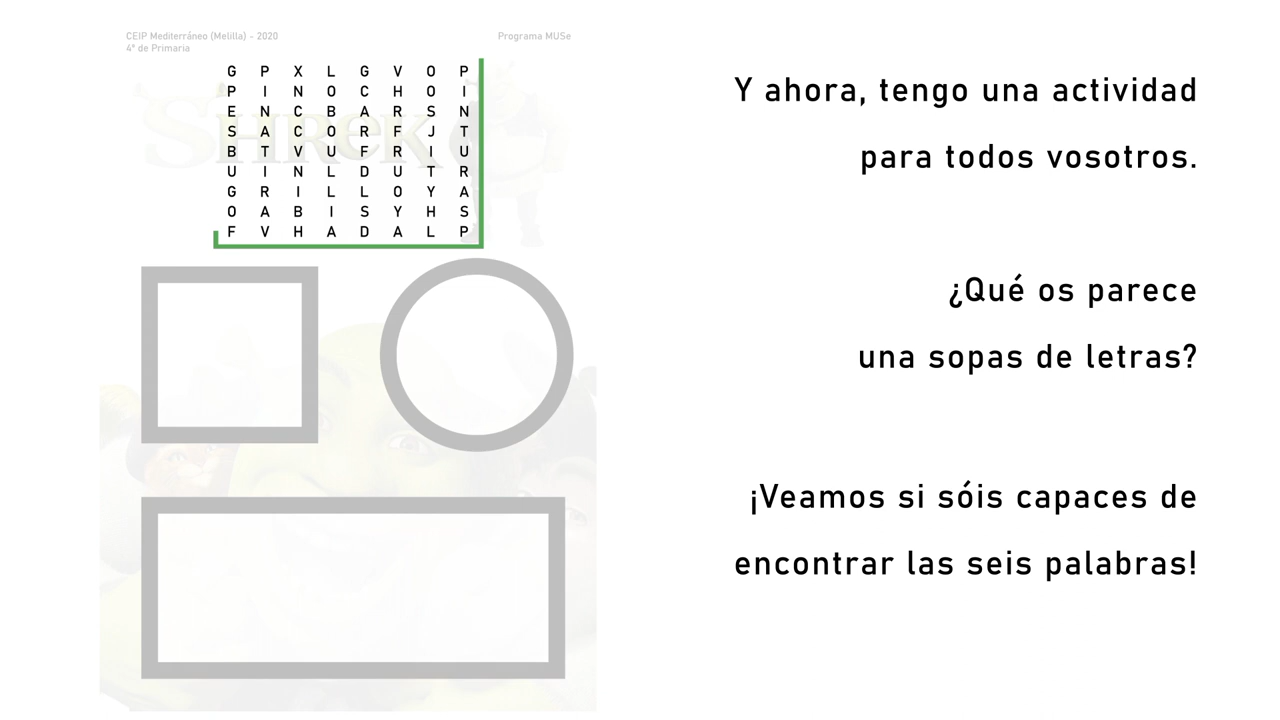 CEIP Mediterráneo (Melilla) - 2020
4º de Primaria
Programa MUSe
G P X L G V O P
P I N O C H O I
E N C B A R S N
S A C O R F J T
B T V U F R I U
U I N L D U T R
G R I L L O Y A
O A B I S Y H S
F V H A D A L P
SHReK
Y ahora, tengo una actividad
para todos vosotros.
¿Qué os parece
una sopas de letras?
¡Veamos si sóis capaces de
encontrar las seis palabras!